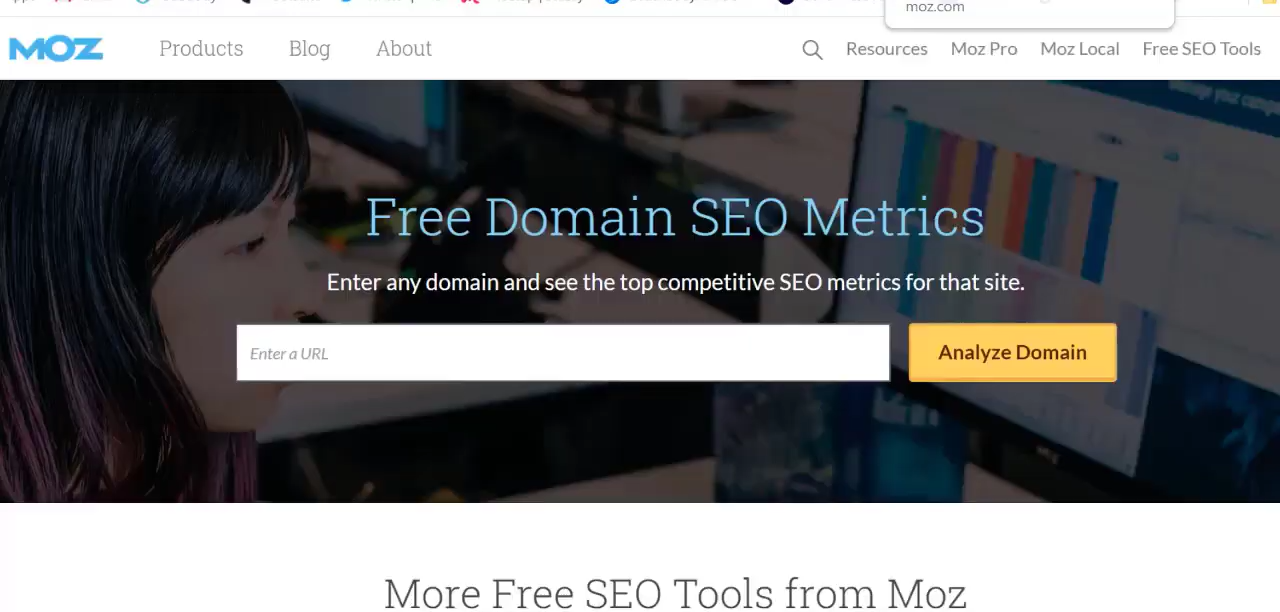 moz.com
MOZ Products Blog About Resources Moz Pro Moz Local Free SEO Tools
Free Domain SEO Metrics
Enter any domain and see the top competitive SEO metrics for that site.
Enter a URL Analyze Domain
More Free SEO Tools from Moz